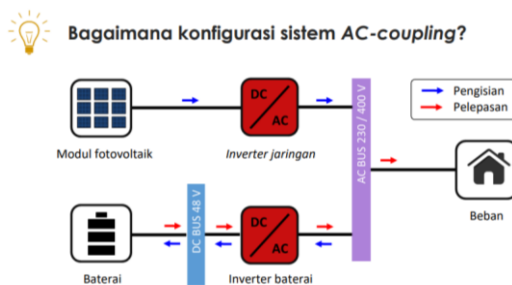 Bagaimana konfigurasi sistem AC-coupling?
Pengisian
Pelepasan
DC
AC
Modul fotovoltaik
Inverter jaringan
AC BUS 230 / 400 V
Beban
DC BUS 48 V
DC
AC
Baterai
Inverter baterai